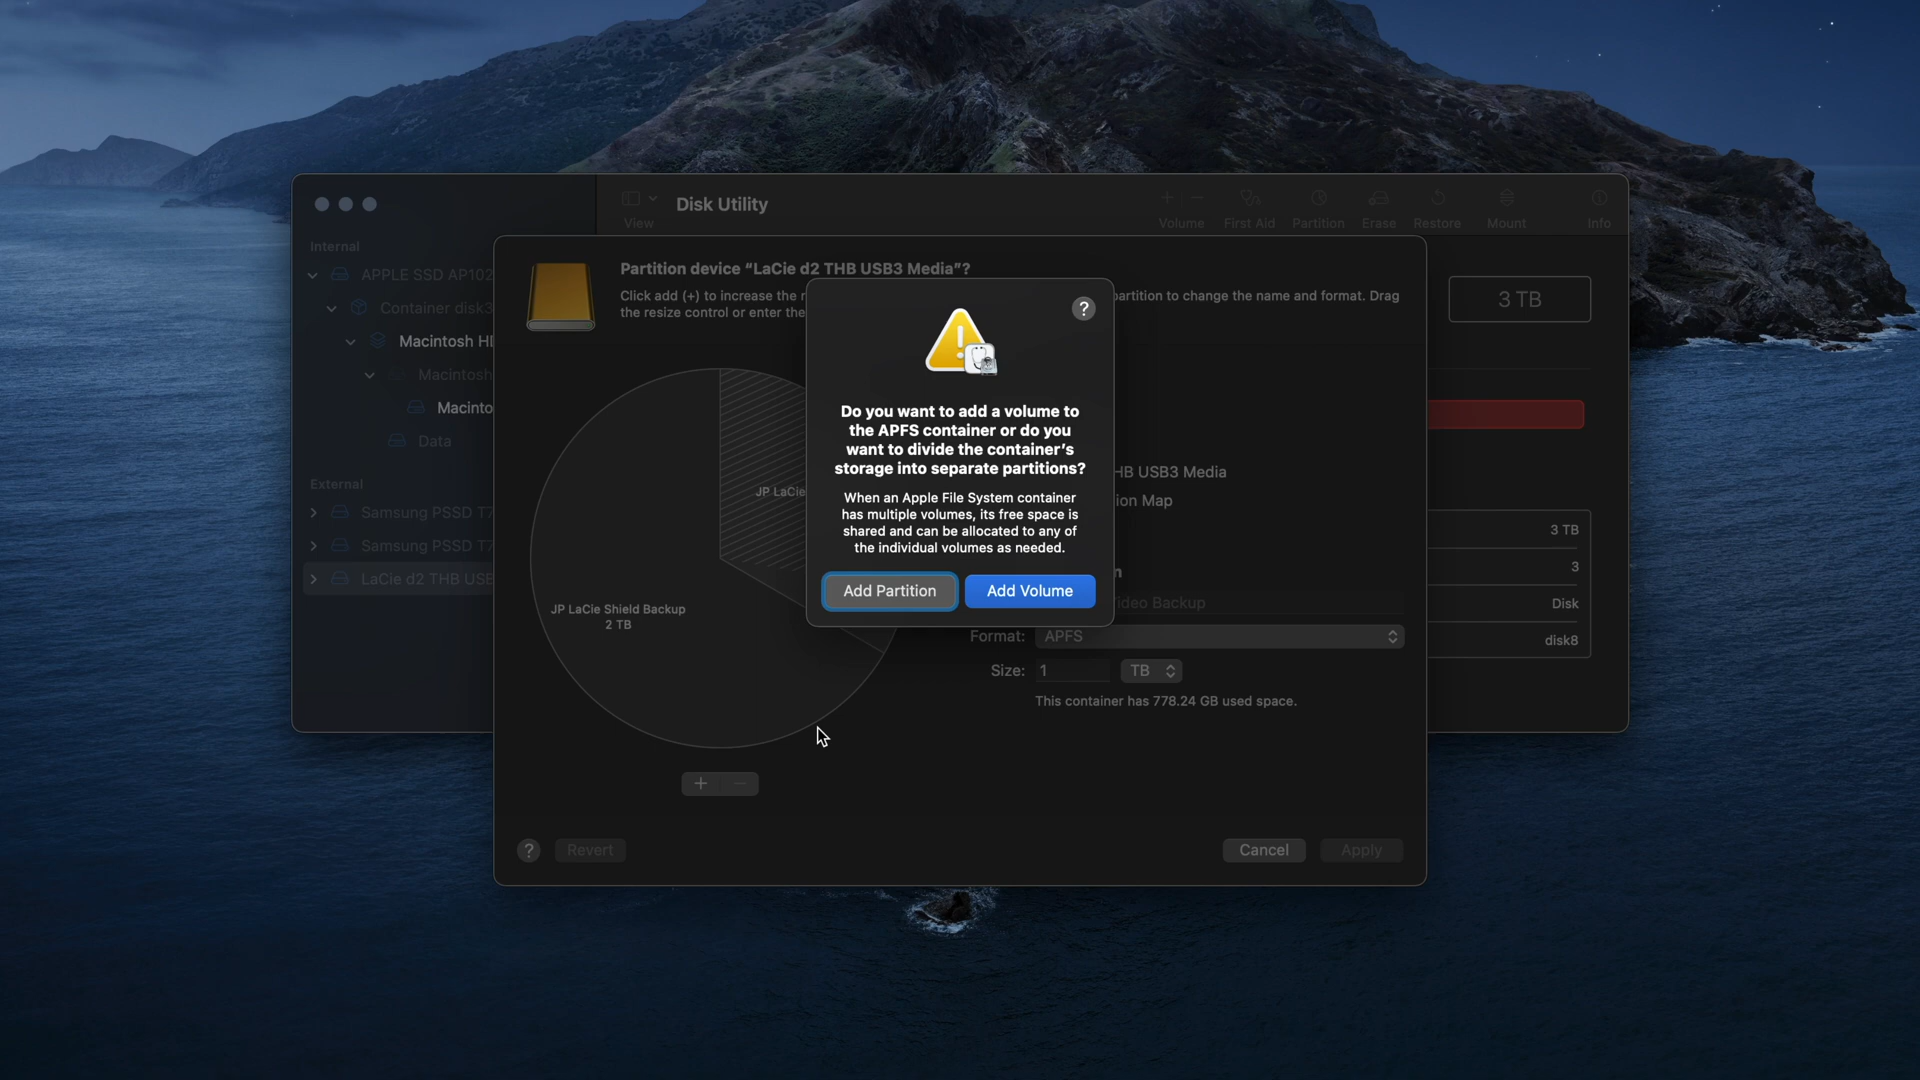 Disk Utility
View
Volume
First Aid
Partition
Erase
Restore
Mount
Info
Internal
APPLE SSD AP102
Container disk3
Macintosh
Macintosh
Macinto
Data
External
Samsung PSSD T7
Samsung PSSD T7
LaCie d2 THB USE
Partition device “LaCie d2 THB USB3 Media”?
Click add (+) to increase the
partition to change the name and format. Drag
the resize control or enter the
3 TB
?
Do you want to add a volume to
the APFS container or do you
want to divide the container’s
storage into separate partitions?
When an Apple File System container
has multiple volumes, its free space is
shared and can be allocated to any of
the individual volumes as needed.
Add Partition
Add Volume
JP LaCie
JP LaCie Shield Backup
2 TB
HB USB3 Media
ion Map
Video Backup
Format: APFS
Size: 1 TB
This container has 778.24 GB used space.
3 TB
3
Disk
disk8
+ −
?
Revert
Cancel
Apply